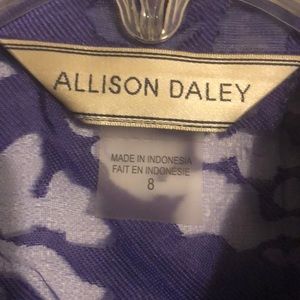 ALLISON DALEY
MADE IN INDONESIA
FAIT EN INDONESIE
8